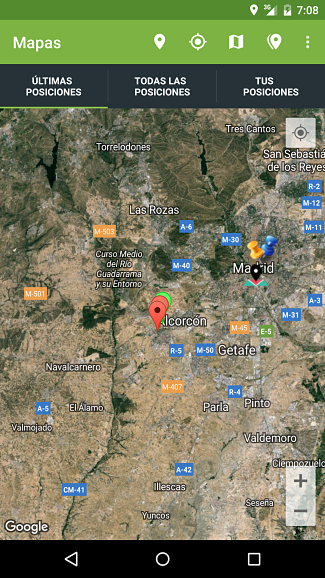 3G 7:08
Mapas
ÚLTIMAS
POSICIONES
TODAS LAS
POSICIONES
TUS
POSICIONES
Tres Cantos
Torrelodones
San Sebastiá
de los Reyes
R-2
M-12
Las Rozas
A-6
M-11
M-503
M-30
Curso Medio
del Río
Guadarrama
y su Entorno
M-40
Madrid
M-501
A-3
M-31
Alcorcón
M-45
E-5
R-5
M-50
Getafe
Navalcarnero
M-407
R-4
A-5
El Álamo
Parla
Pinto
Valmojado
Valdemoro
A-42
Ciempozuelo
CM-41
Illescas
+
Seseña
−
Yuncos
Google